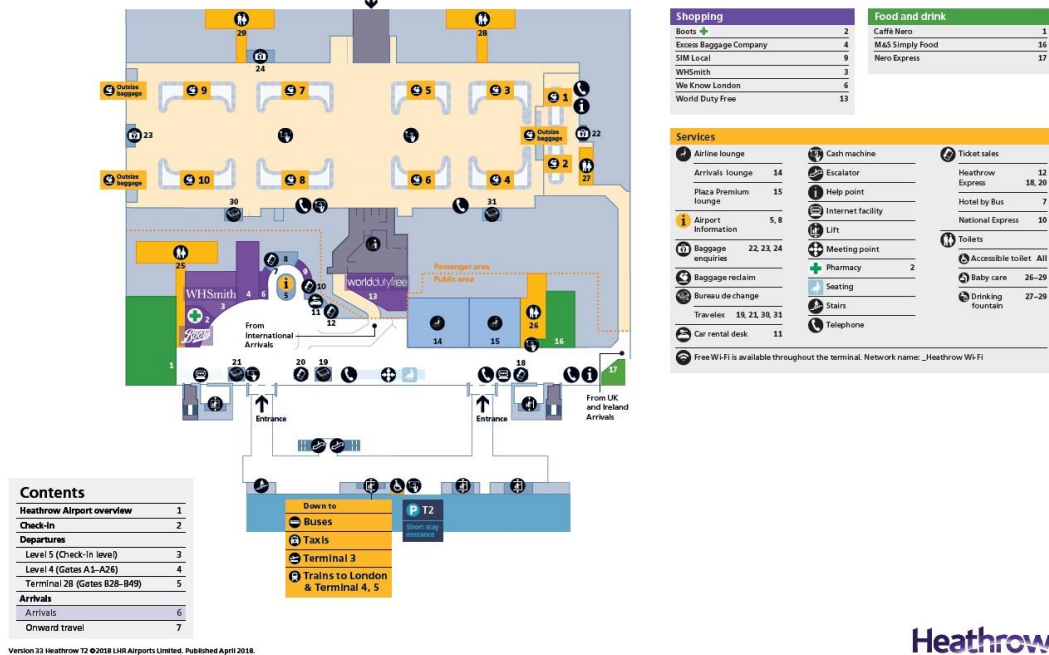 29
28
24
Outsize
baggage
9
7
5
3
1
23
Outsize
baggage
22
Outsize
baggage
10
8
6
4
2
27
30
31
25
8
7
9
WHSmith
3
4
6
i
5
10
11
12
2
Boots
worlddutyfree
13
Passenger area
Public area
From
International
Arrivals
14
15
26
16
1
21
20
19
18
17
From UK
and Ireland
Arrivals
Entrance
Entrance
Down to
Buses
Taxis
Terminal 3
Trains to London
& Terminal 4, 5
P T2
Short stay
entrance
Contents
Heathrow Airport overview 1
Check-in 2
Departures
Level 5 (Check-in level) 3
Level 4 (Gates A1–A26) 4
Terminal 2B (Gates B28–B49) 5
Arrivals
Arrivals 6
Onward travel 7
Version 33 Heathrow T2 ©2018 LHR Airports Limited. Published April 2018.
Shopping
Boots 2
Excess Baggage Company 4
SIM Local 9
WHSmith 3
We Know London 6
World Duty Free 13
Food and drink
Caffè Nero 1
M&S Simply Food 16
Nero Express 17
Services
Airline lounge
Arrivals lounge 14
Plaza Premium
lounge 15
Airport
Information 5, 8
Baggage
enquiries 22, 23, 24
Baggage reclaim
Bureau de change
Travelex 19, 21, 30, 31
Car rental desk 11
Cash machine
Escalator
Help point
Internet facility
Lift
Meeting point
Pharmacy 2
Seating
Stairs
Telephone
Ticket sales
Heathrow 12
Express 18, 20
Hotel by Bus 7
National Express 10
Toilets
Accessible toilet All
Baby care 26–29
Drinking 27–29
fountain
Free Wi-Fi is available throughout the terminal. Network name: _Heathrow Wi-Fi
Heathrow